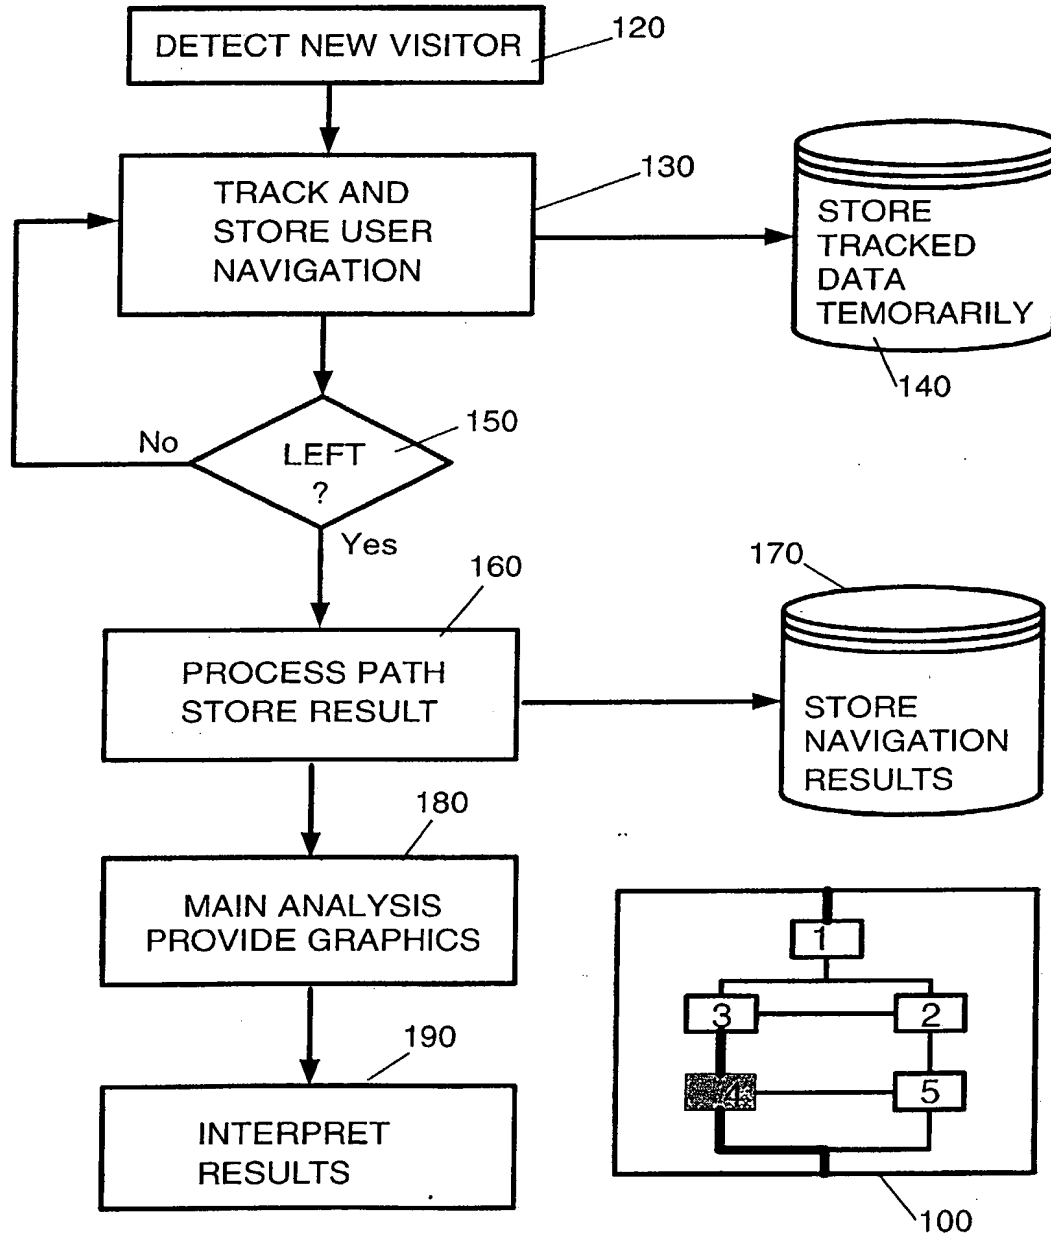 DETECT NEW VISITOR
120
TRACK AND
STORE USER
NAVIGATION
130
STORE
TRACKED
DATA
TEMORARILY
140
No
LEFT
?
150
Yes
160
PROCESS PATH
STORE RESULT
170
STORE
NAVIGATION
RESULTS
180
MAIN ANALYSIS
PROVIDE GRAPHICS
190
INTERPRET
RESULTS
1
3
2
4
5
100